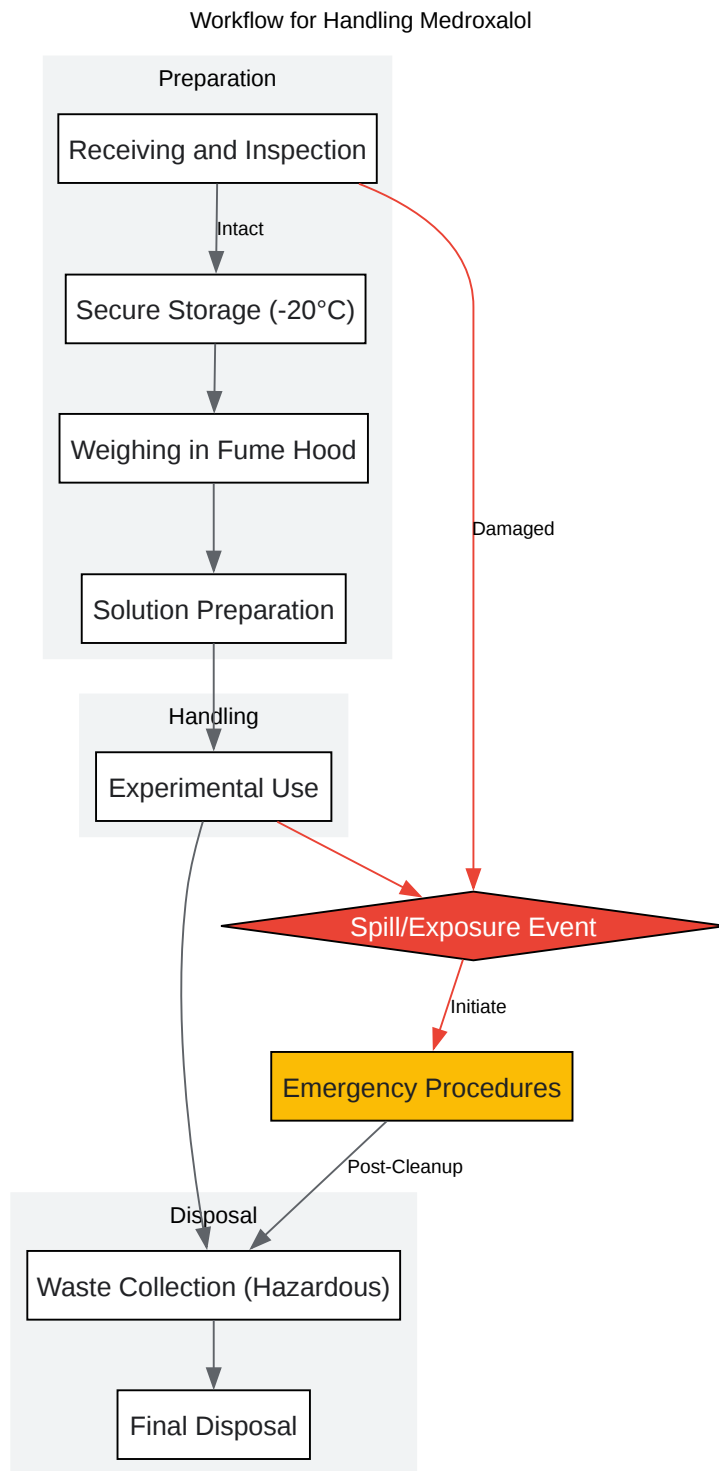 Workflow for Handling Medroxalol
Preparation
Receiving and Inspection
Intact
Secure Storage (-20°C)
Weighing in Fume Hood
Damaged
Solution Preparation
Handling
Experimental Use
Spill/Exposure Event
Initiate
Emergency Procedures
Post-Cleanup
Disposal
Waste Collection (Hazardous)
Final Disposal